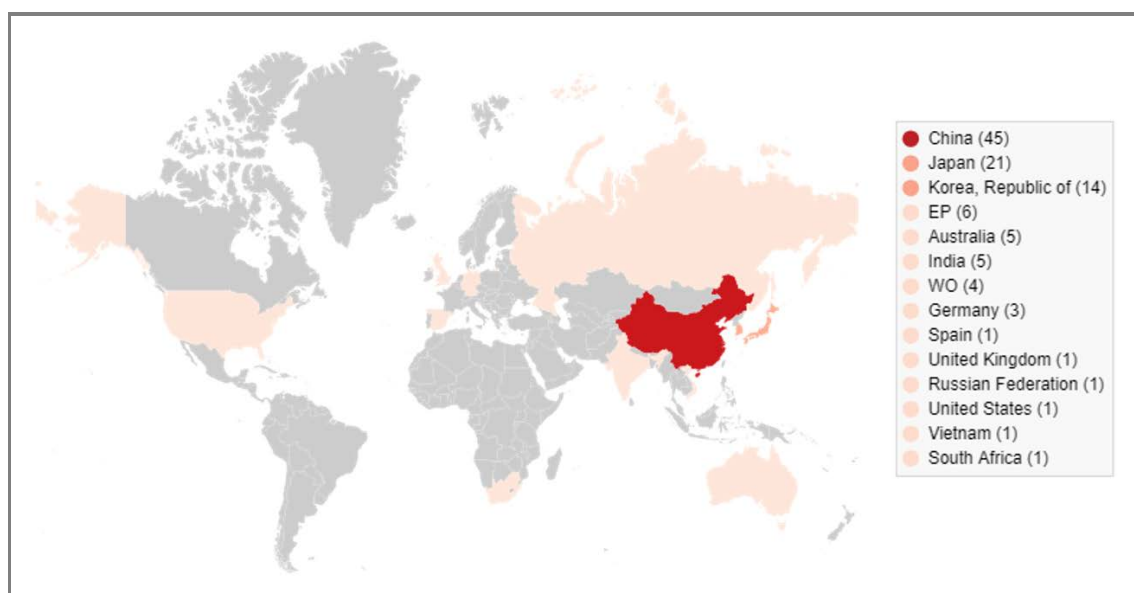 China (45)
Japan (21)
Korea, Republic of (14)
EP (6)
Australia (5)
India (5)
WO (4)
Germany (3)
Spain (1)
United Kingdom (1)
Russian Federation (1)
United States (1)
Vietnam (1)
South Africa (1)